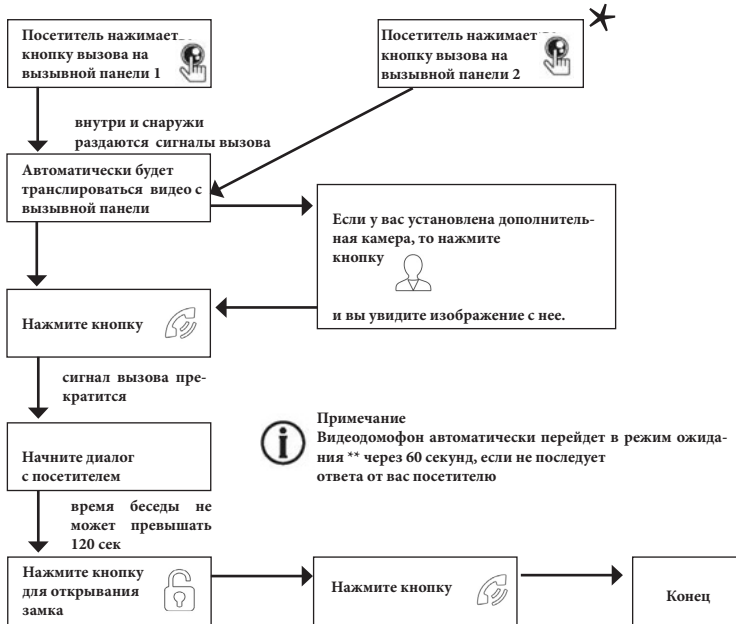 Посетитель нажимает
кнопку вызова на
вызывной панели 1
Посетитель нажимает
кнопку вызова на
вызывной панели 2
внутри и снаружи
раздаются сигналы вызова
Автоматически будет
транслироваться видео с
вызывной панели
Если у вас установлена дополнитель-
ная камера, то нажмите
кнопку
и вы увидите изображение с нее.
Нажмите кнопку
сигнал вызова пре-
кратится
Примечание
Видеодомофон автоматически перейдет в режим ожида-
ния ** через 60 секунд, если не последует
ответа от вас посетителю
Начните диалог
с посетителем
время беседы не
может превышать
120 сек
Нажмите кнопку
для открывания
замка
Нажмите кнопку
Конец